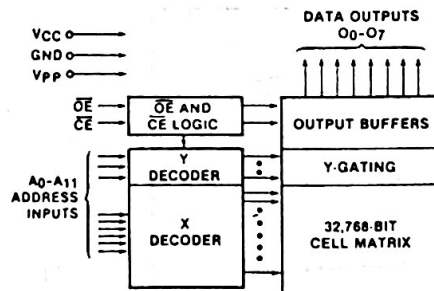 DATA OUTPUTS
O0-O7
VCC
GND
VPP
OE
CE
OE AND
CE LOGIC
OUTPUT BUFFERS
A0-A11
ADDRESS
INPUTS
Y
DECODER
Y-GATING
X
DECODER
32,768-BIT
CELL MATRIX